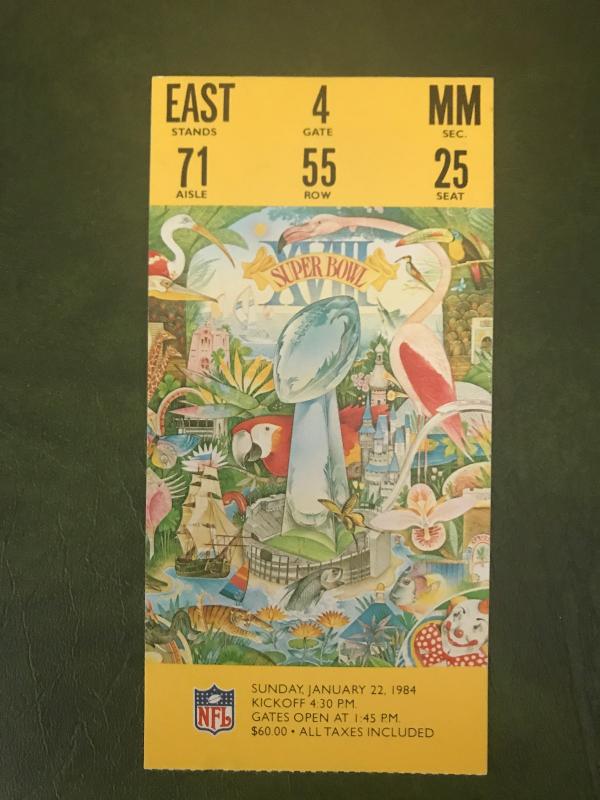 EAST 4 MM
STANDS GATE SEC.
71 55 25
AISLE ROW SEAT
XVIII
SUPER BOWL
NFL
SUNDAY, JANUARY 22, 1984
KICKOFF 4:30 P.M.
GATES OPEN AT 1:45 P.M.
$60.00 • ALL TAXES INCLUDED